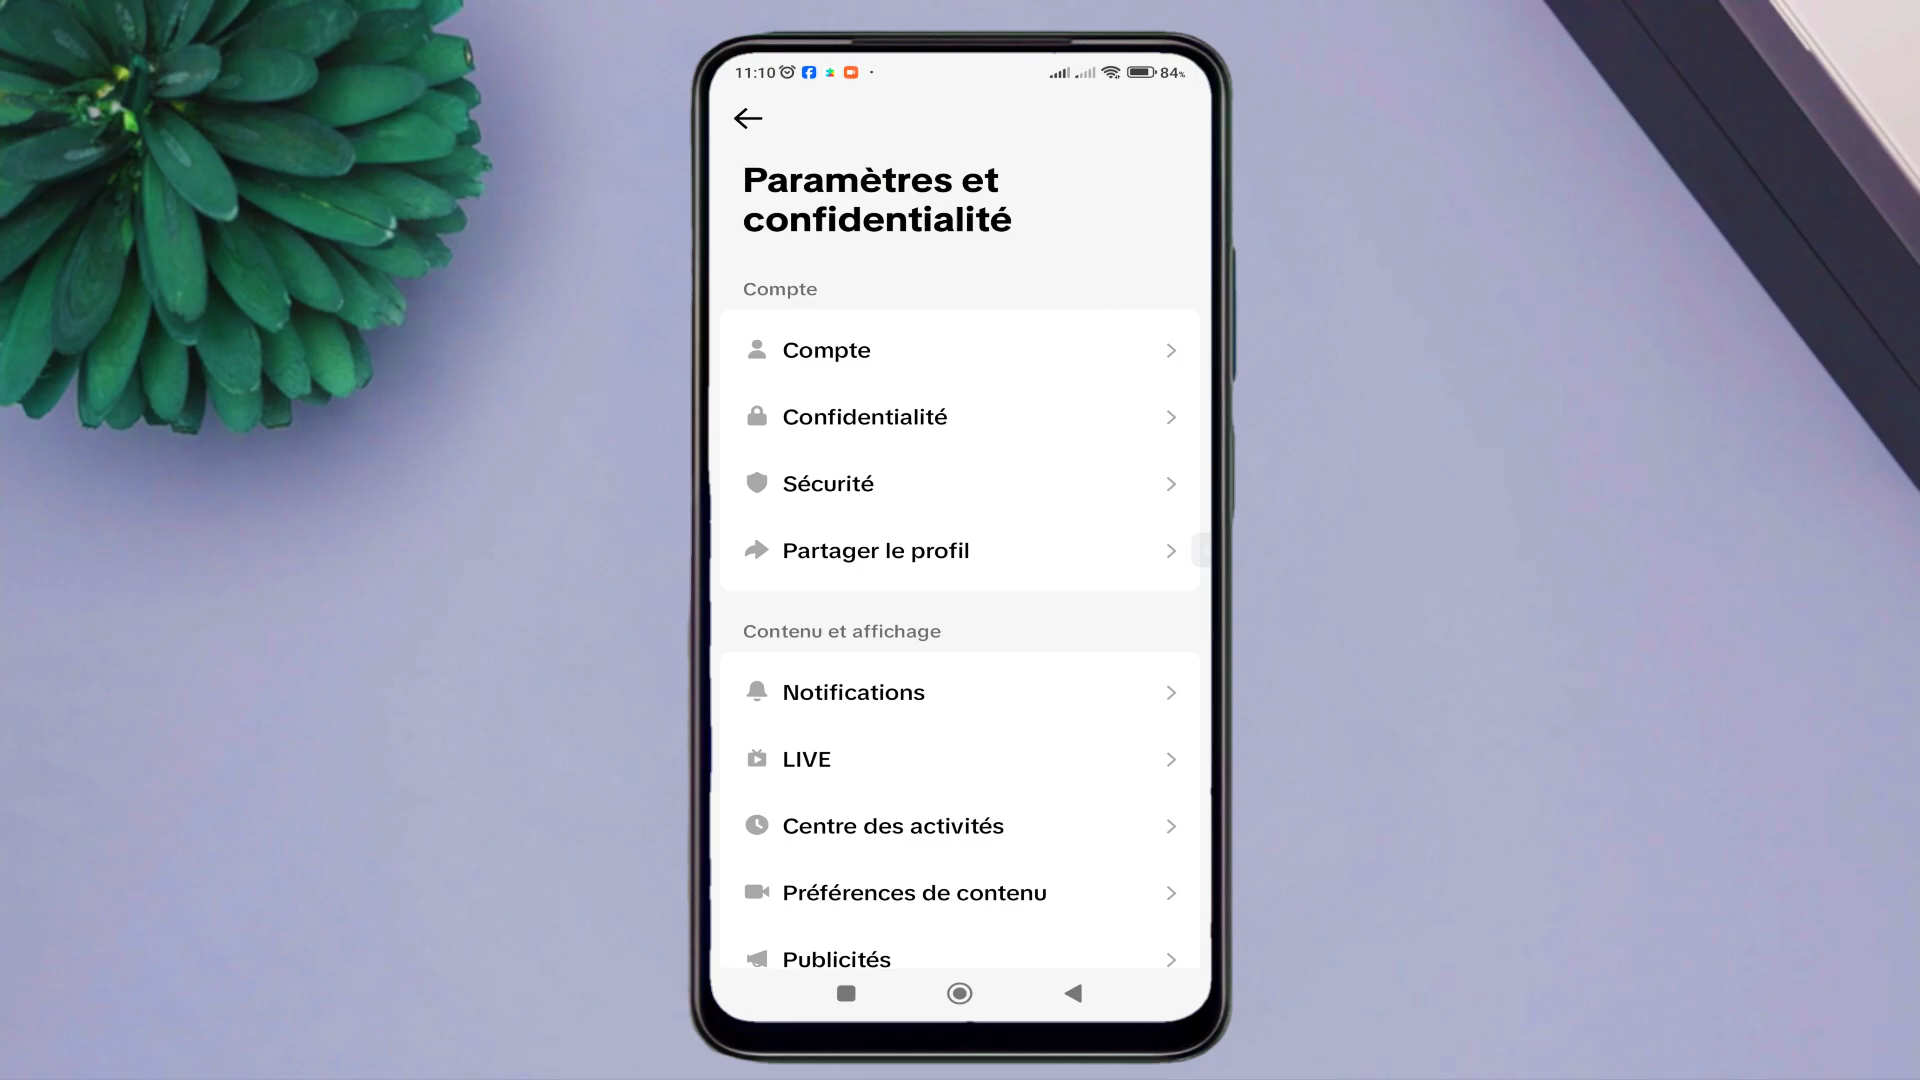 11:10 84%
Paramètres et
confidentialité
Compte
Compte
Confidentialité
Sécurité
Partager le profil
Contenu et affichage
Notifications
LIVE
Centre des activités
Préférences de contenu
Publicités